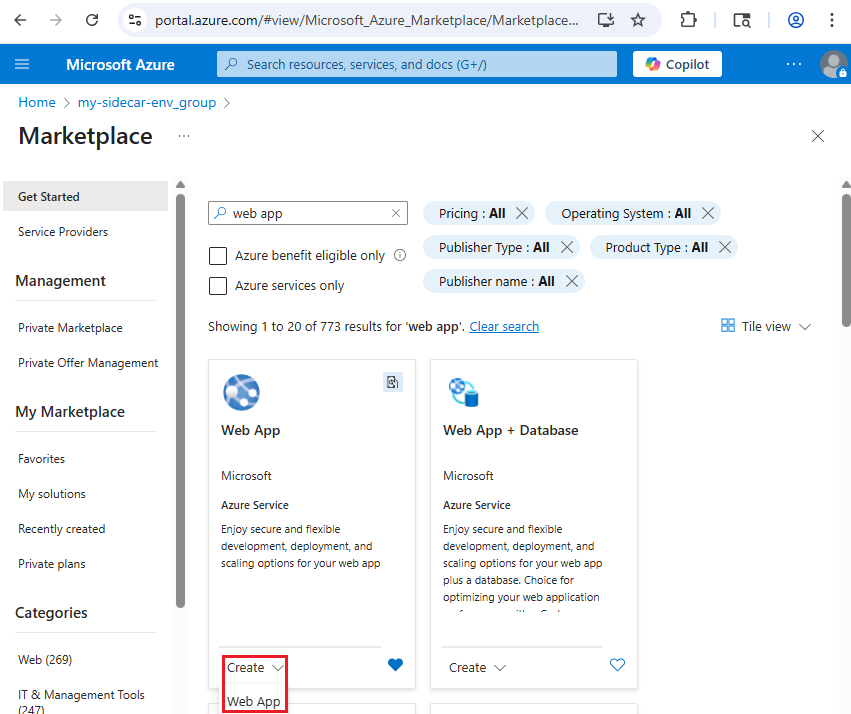 portal.azure.com/#view/Microsoft_Azure_Marketplace/Marketplace...
Microsoft Azure
Search resources, services, and docs (G+/)
Copilot
...
Home > my-sidecar-env_group >
Marketplace ...
Get Started
Service Providers
Management
Private Marketplace
Private Offer Management
My Marketplace
Favorites
My solutions
Recently created
Private plans
Categories
Web (269)
IT & Management Tools
(247)
web app
Pricing : All
Operating System : All
Azure benefit eligible only
Publisher Type : All
Product Type : All
Azure services only
Publisher name : All
Showing 1 to 20 of 773 results for 'web app'. Clear search
Tile view
Web App
Microsoft
Azure Service
Enjoy secure and flexible
development, deployment, and
scaling options for your web app
Create
Web App
Web App + Database
Microsoft
Azure Service
Enjoy secure and flexible
development, deployment, and
scaling options for your web app
plus a database. Choice for
optimizing your web application
Create